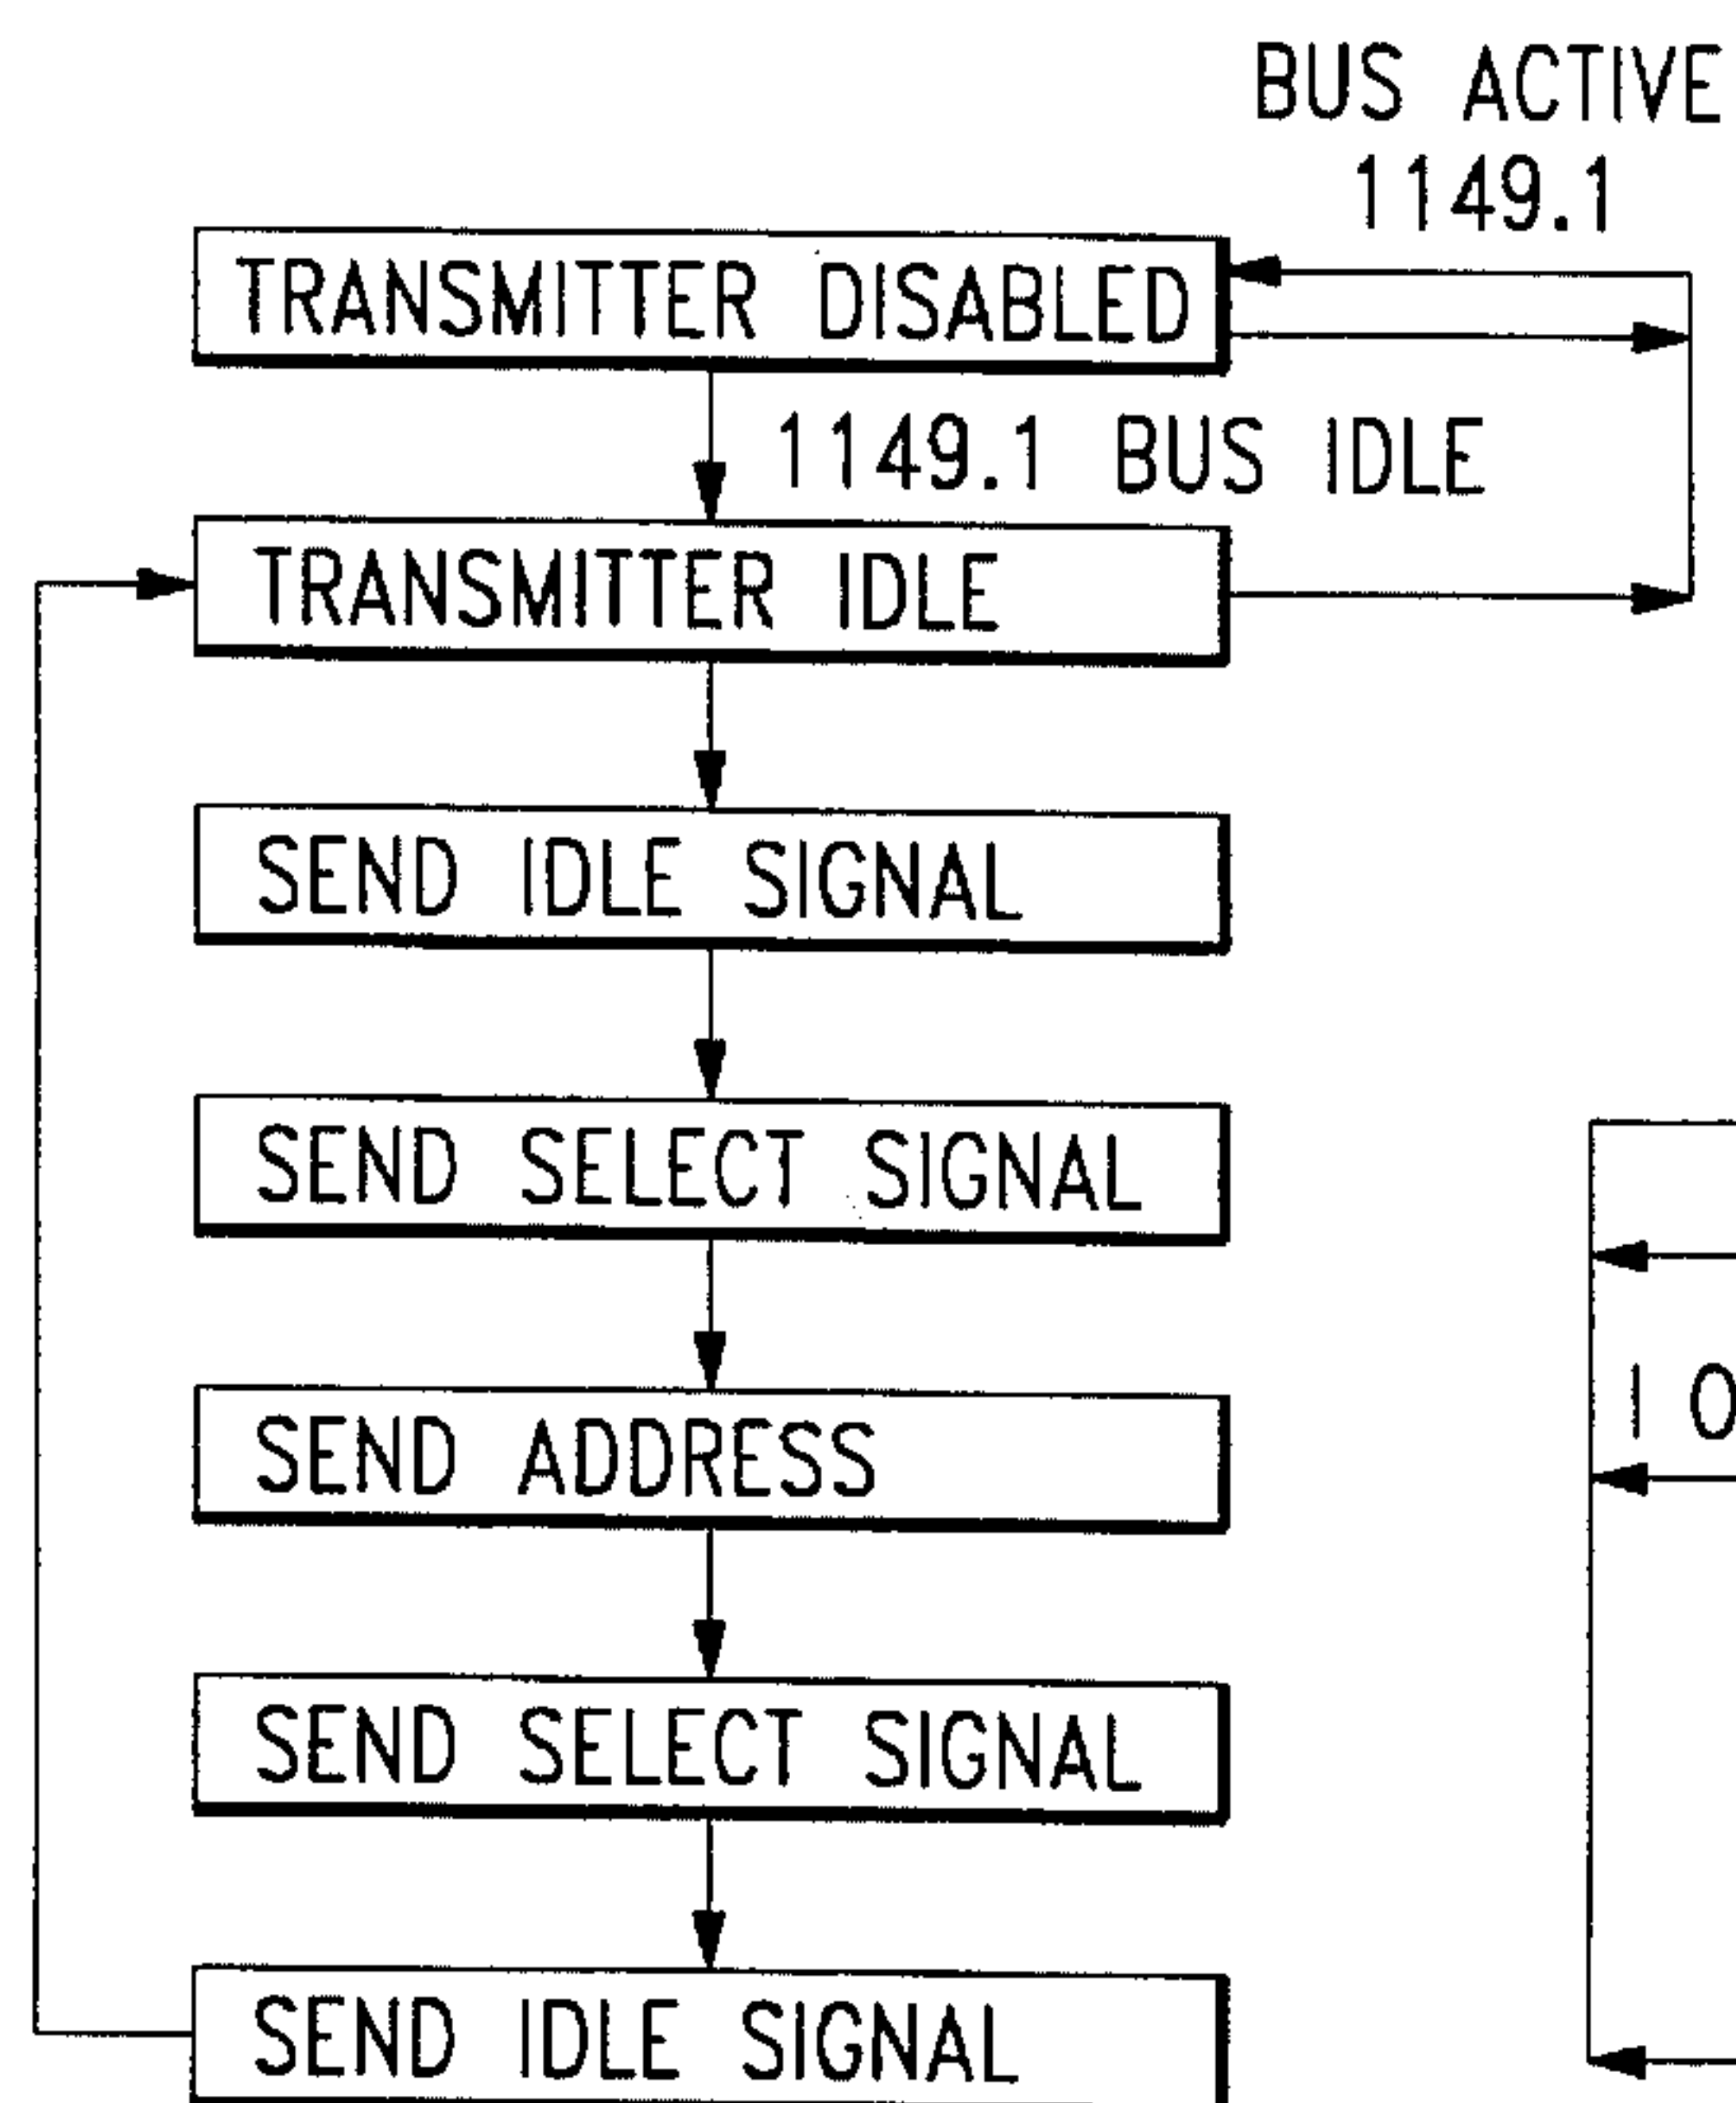 BUS ACTIVE
1149.1
TRANSMITTER DISABLED
1149.1 BUS IDLE
TRANSMITTER IDLE
SEND IDLE SIGNAL
SEND SELECT SIGNAL
SEND ADDRESS
SEND SELECT SIGNAL
SEND IDLE SIGNAL